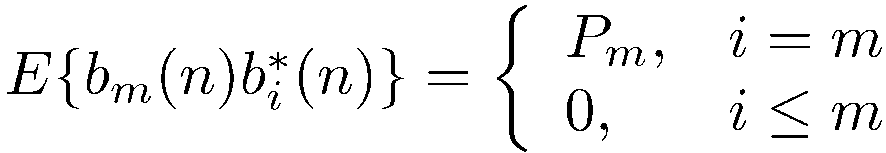 E{b_m(n)b_i^*(n)} = { P_m, i = m
0, i ≤ m